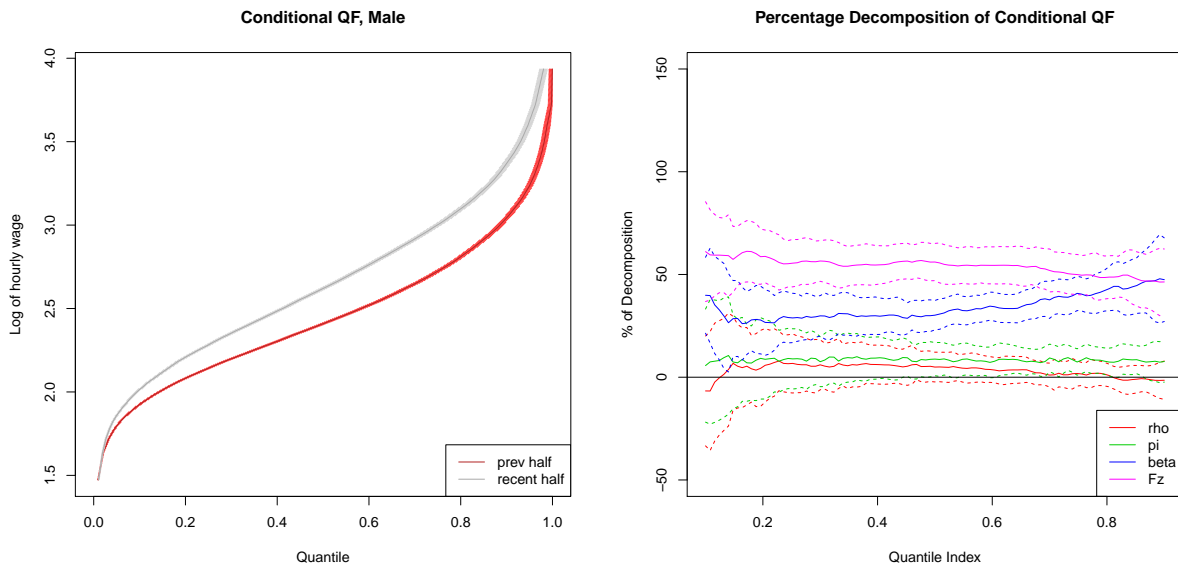 Conditional QF, Male
Log of hourly wage
4.0
3.5
3.0
2.5
2.0
1.5
0.0 0.2 0.4 0.6 0.8 1.0
Quantile
prev half
recent half
Percentage Decomposition of Conditional QF
% of Decomposition
150
100
50
0
−50
0.2 0.4 0.6 0.8
Quantile Index
rho
pi
beta
Fz